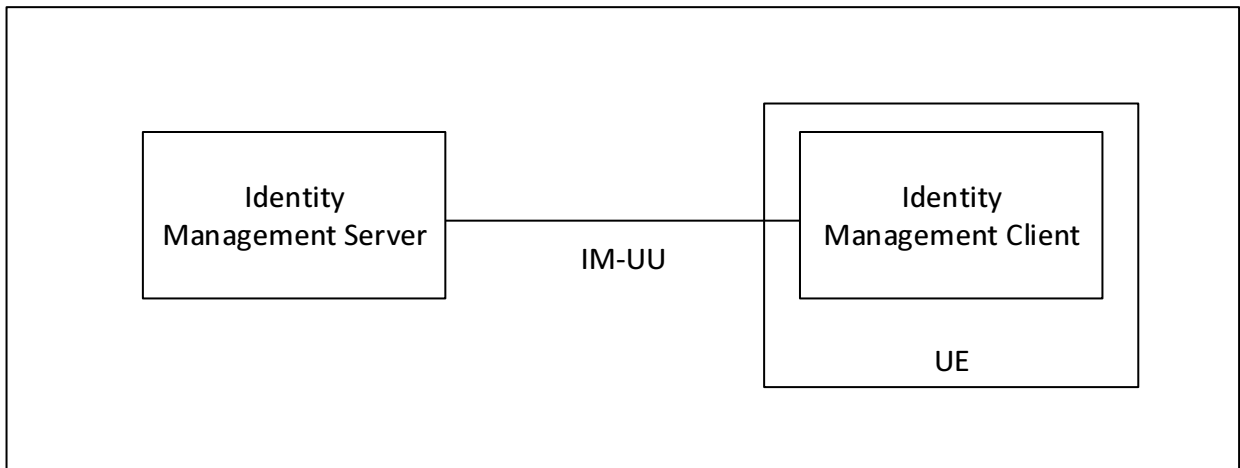 Identity
Management Server
IM-UU
Identity
Management Client
UE